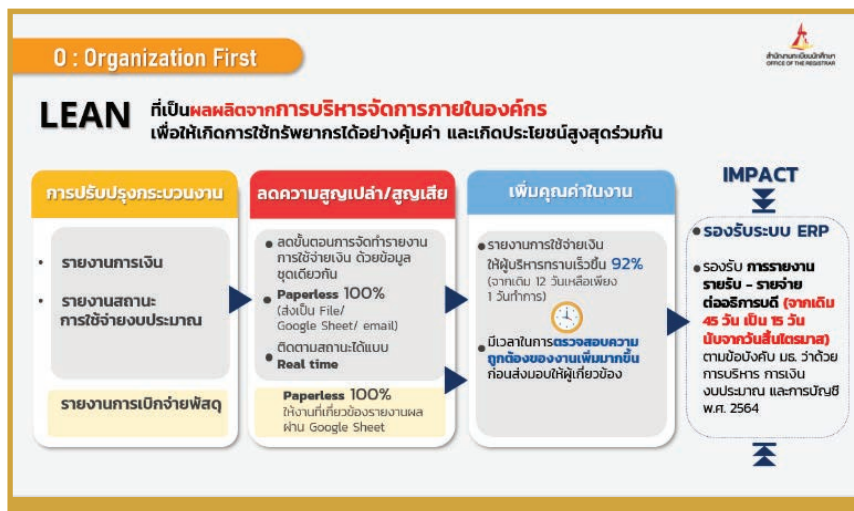 O : Organization First
สำนักงานทะเบียนนักศึกษา
OFFICE OF THE REGISTRAR
LEAN ที่เป็นผลผลิตจากการบริหารจัดการภายในองค์กร
เพื่อให้เกิดการใช้ทรัพยากรได้อย่างคุ้มค่า และเกิดประโยชน์สูงสุดร่วมกัน
การปรับปรุงกระบวนงาน
• รายงานการเงิน
• รายงานสถานะ
การใช้จ่ายงบประมาณ
รายงานการเบิกจ่ายพัสดุ
ลดความสูญเปล่า/สูญเสีย
• ลดขั้นตอนการจัดทำรายงาน
การใช้จ่ายเงิน ด้วยข้อมูล
ชุดเดียวกัน
• Paperless 100%
(ส่งเป็น File/
Google Sheet/ email)
• ติดตามสถานะได้แบบ
Real time
Paperless 100%
ให้งานที่เกี่ยวข้องรายงานผล
ผ่าน Google Sheet
เพิ่มคุณค่าในงาน
• รายงานการใช้จ่ายเงิน
ให้ผู้บริหารทราบเร็วขึ้น 92%
(จากเดิม 12 วันเหลือเพียง
1 วันทำการ)
• มีเวลาในการตรวจสอบความ
ถูกต้องของงานเพิ่มมากขึ้น
ก่อนส่งมอบให้ผู้เกี่ยวข้อง
IMPACT
• รองรับระบบ ERP
• รองรับ การรายงาน
รายรับ - รายจ่าย
ต่ออธิการบดี (จากเดิม
45 วัน เป็น 15 วัน
นับจากวันสิ้นไตรมาส)
ตามข้อบังคับ มธ. ว่าด้วย
การบริหาร การเงิน
งบประมาณ และการบัญชี
พ.ศ. 2564